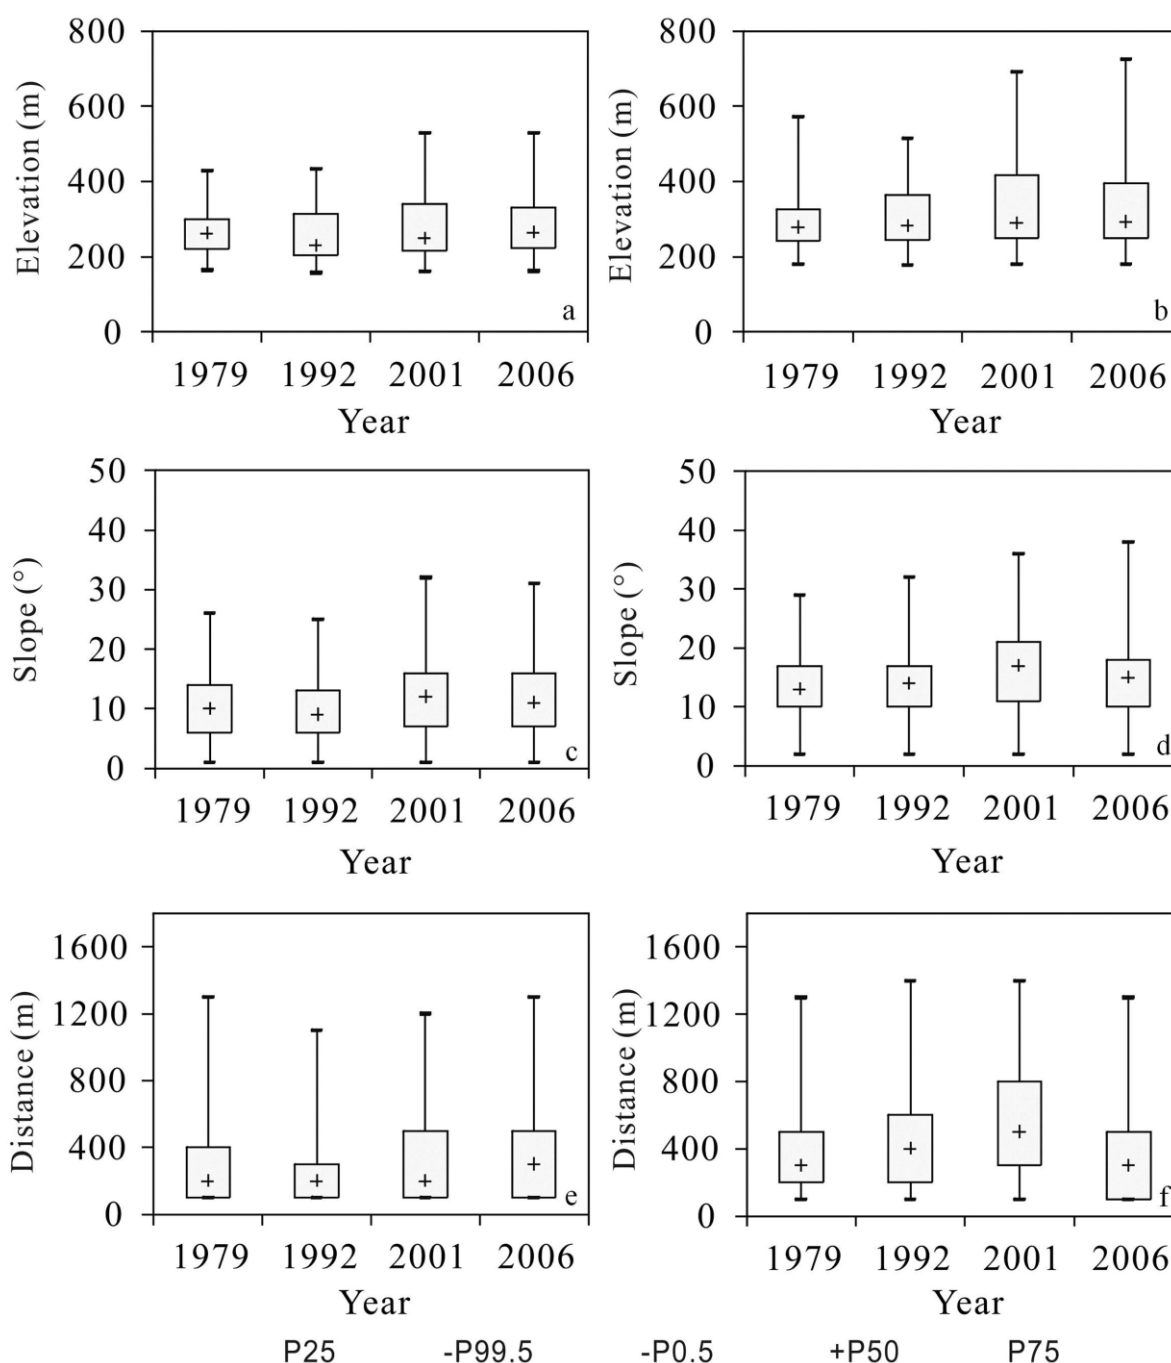 800
600
400
200
0
Elevation (m)
a
1979 1992 2001 2006
Year
800
600
400
200
0
Elevation (m)
b
1979 1992 2001 2006
Year
50
40
30
20
10
0
Slope (°)
c
1979 1992 2001 2006
Year
50
40
30
20
10
0
Slope (°)
d
1979 1992 2001 2006
Year
1600
1200
800
400
0
Distance (m)
e
1979 1992 2001 2006
Year
1600
1200
800
400
0
Distance (m)
f
1979 1992 2001 2006
Year
P25 -P99.5 -P0.5 +P50 P75